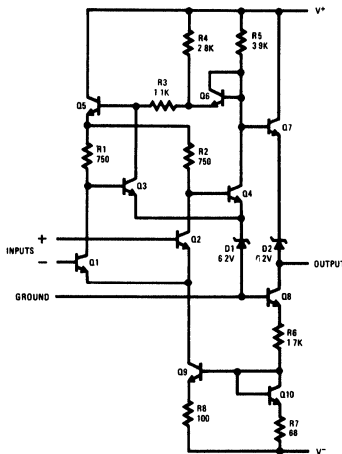 V+
R4
2.8K
R5
3.9K
R3
1.1K
Q5
Q6
Q7
R1
750
R2
750
Q3
Q4
+
Q2
D1
6.2V
D2
6.2V
INPUTS
OUTPUT
−
Q1
GROUND
Q8
R6
1.7K
Q9
Q10
R8
100
R7
68
V−